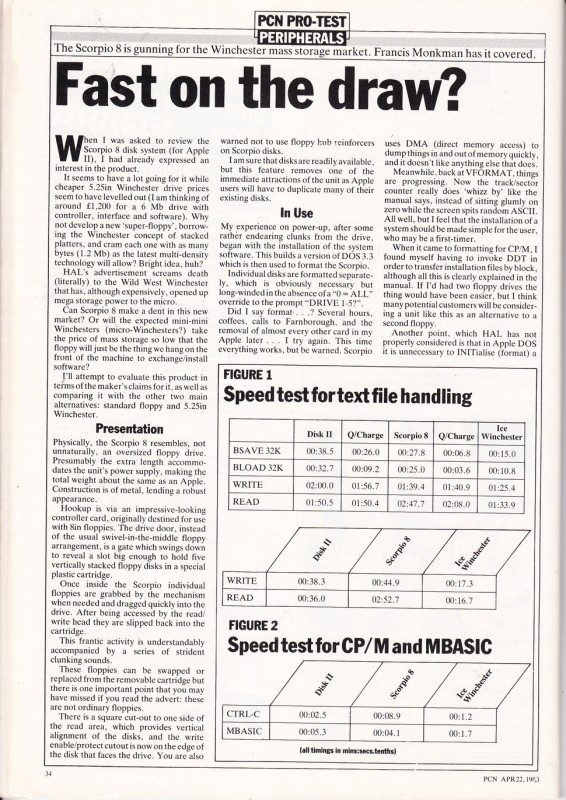 PCN PRO-TEST
PERIPHERALS
The Scorpio 8 is gunning for the Winchester mass storage market. Francis Monkman has it covered.
Fast on the draw?
When I was asked to review the
Scorpio 8 disk system (for Apple
II), I had already expressed an
interest in the product.
It seems to have a lot going for it while
cheaper 5.25in Winchester drive prices
seem to have levelled out (I am thinking of
around £1,200 for a 6 Mb drive with
controller, interface and software). Why
not develop a new 'super-floppy', borrow-
ing the Winchester concept of stacked
platters, and cram each one with as many
bytes (1.2 Mb) as the latest multi-density
technology will allow? Bright idea, huh?
HAL's advertisement screams death
(literally) to the Wild West Winchester
that has, although expensively, opened up
mega storage power to the micro.
Can Scorpio 8 make a dent in this new
market? Or will the expected mini-mini
Winchesters (micro-Winchesters?) take
the price of mass storage so low that the
floppy will just be the thing we hang on the
front of the machine to exchange/install
software?
I'll attempt to evaluate this product in
terms of the maker's claims for it, as well as
comparing it with the other two main
alternatives: standard floppy and 5.25in
Winchester.
Presentation
Physically, the Scorpio 8 resembles, not
unnaturally, an oversized floppy drive.
Presumably the extra length accommo-
dates the unit's power supply, making the
total weight about the same as an Apple.
Construction is of metal, lending a robust
appearance.
Hookup is via an impressive-looking
controller card, originally destined for use
with 8in floppies. The drive door, instead
of the usual swivel-in-the-middle floppy
arrangement, is a gate which swings down
to reveal a slot big enough to hold five
vertically stacked floppy disks in a special
plastic cartridge.
Once inside the Scorpio individual
floppies are grabbed by the mechanism
when needed and dragged quickly into the
drive. After being accessed by the read/
write head they are slipped back into the
cartridge.
This frantic activity is understandably
accompanied by a series of strident
clunking sounds.
These floppies can be swapped or
replaced from the removable cartridge but
there is one important point that you may
have missed if you read the advert: these
are not ordinary floppies.
There is a square cut-out to one side of
the read area, which provides vertical
alignment of the disks, and the write
enable/protect cutout is now on the edge of
the disk that faces the drive. You are also
warned not to use floppy hub reinforcers
on Scorpio disks.
I am sure that disks are readily available,
but this feature removes one of the
immediate attractions of the unit as Apple
users will have to duplicate many of their
existing disks.
In Use
My experience on power-up, after some
rather endearing clunks from the drive,
began with the installation of the system
software. This builds a version of DOS 3.3
which is then used to format the Scorpio.
Individual disks are formatted separate-
ly, which is obviously necessary but
long-winded in the absence of a "0 = ALL"
override to the prompt "DRIVE 1-5?".
Did I say format . . .? Several hours,
coffees, calls to Farnborough, and the
removal of almost every other card in my
Apple later . . . I try again. This time
everything works, but be warned. Scorpio
uses DMA (direct memory access) to
dump things in and out of memory quickly,
and it doesn't like anything else that does.
Meanwhile, back at VFORMAT, things
are progressing. Now the track/sector
counter really does 'whizz by' like the
manual says, instead of sitting glumly on
zero while the screen spits random ASCII.
All well, but I feel that the installation of a
system should be made simple for the user,
who may be a first-timer.
When it came to formatting for CP/M, I
found myself having to invoke DDT in
order to transfer installation files by block,
although all this is clearly explained in the
manual. If I'd had two floppy drives the
thing would have been easier, but I think
many potential customers will be consider-
ing a unit like this as an alternative to a
second floppy.
Another point, which HAL has not
properly considered is that in Apple DOS
it is unnecessary to INITialise (format) a
FIGURE 1
Speed test for text file handling
Disk II Q/Charge Scorpio 8 Q/Charge Ice Winchester
BSAVE 32K 00:38.5 00:26.0 00:27.8 00:06.8 00:15.0
BLOAD 32K 00:32.7 00:09.2 00:25.0 00:03.6 00:10.8
WRITE 02:00.0 01:56.7 01:39.4 01:40.9 01:25.4
READ 01:50.5 01:50.4 02:47.7 02:08.0 01:33.9
Disk II Scorpio 8 Ice Winchester
WRITE 00:38.3 00:44.9 00:17.3
READ 00:36.0 02:52.7 00:16.7
FIGURE 2
Speed test for CP/M and MBASIC
Disk II Scorpio 8 Ice Winchester
CTRL-C 00:02.5 00:08.9 00:1.2
MBASIC 00:05.3 00:04.1 00:1.7
(all timings in mins:secs.tenths)
34
PCN APR 22, 1983